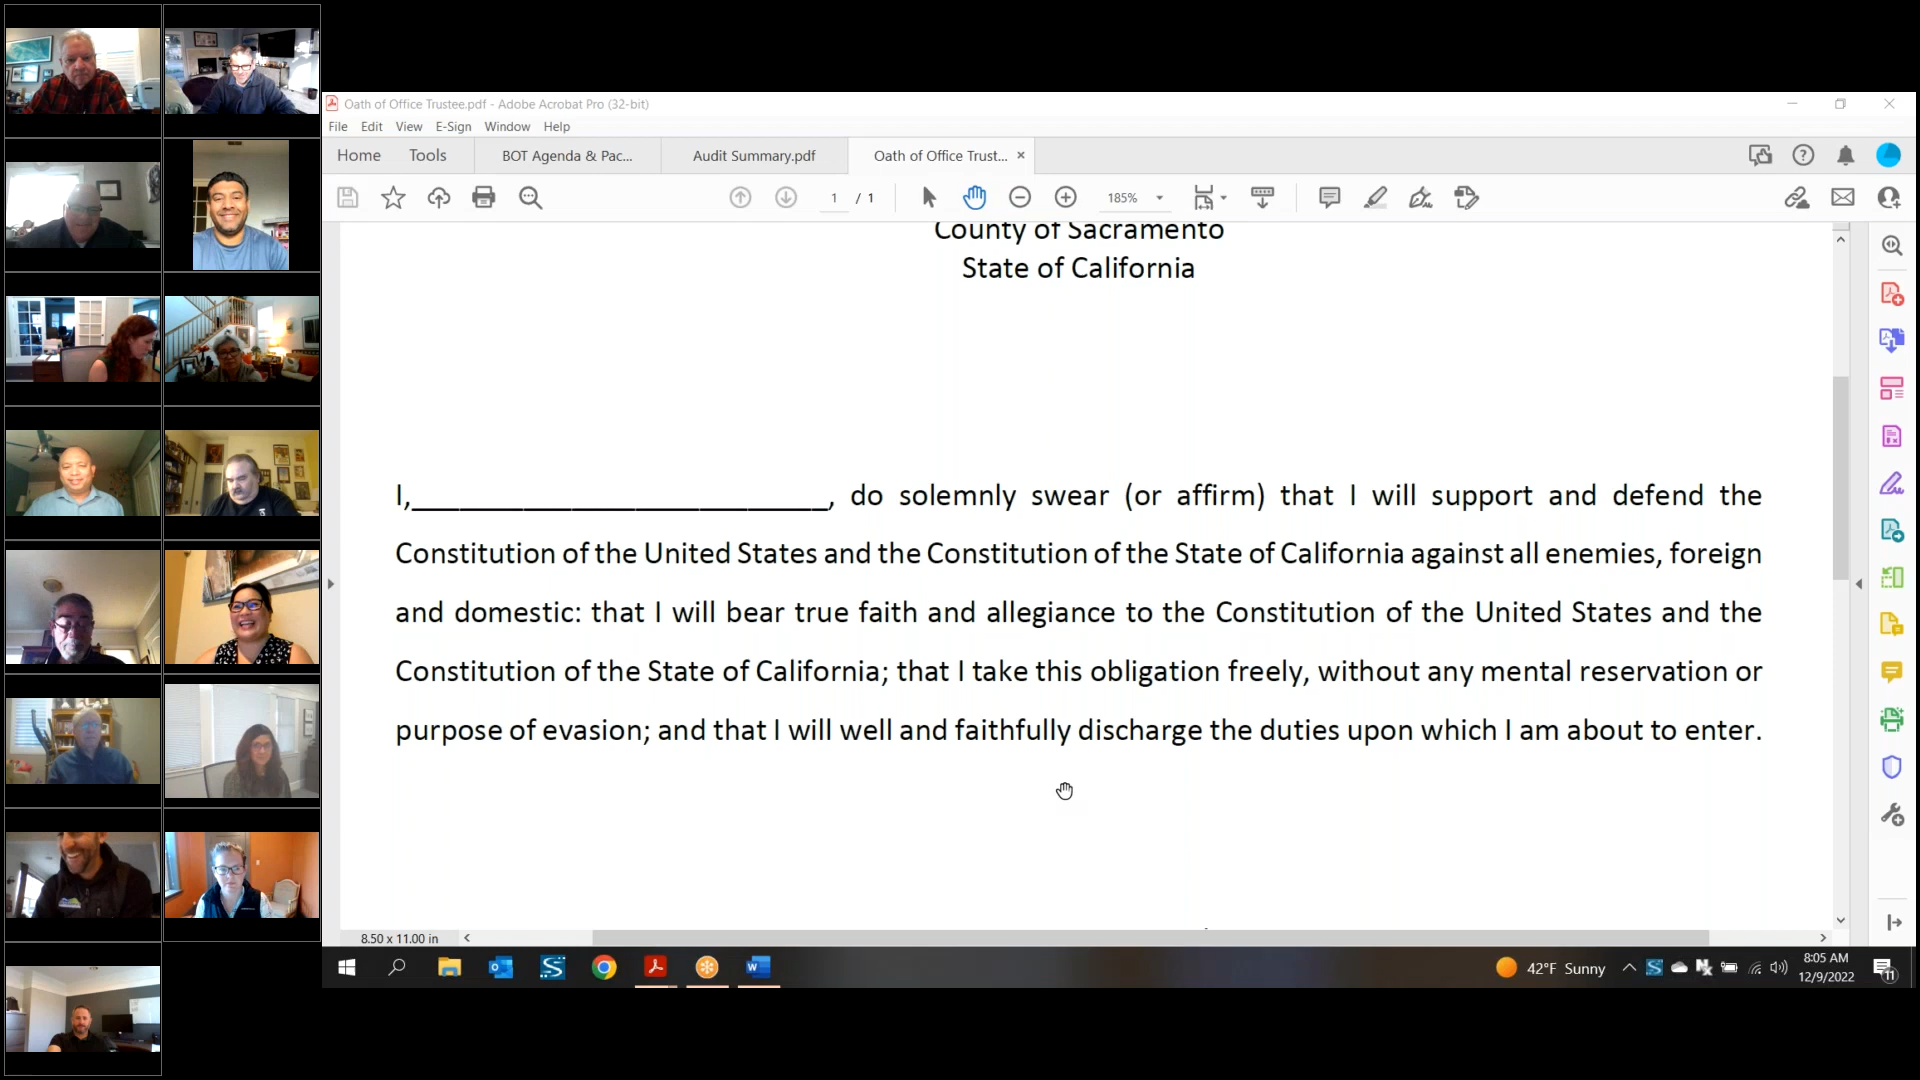 Oath of Office Trustee.pdf - Adobe Acrobat Pro (32-bit)
File Edit View E-Sign Window Help
Home Tools BOT Agenda & Pac... Audit Summary.pdf Oath of Office Trust... ×
1 / 1 185%
County of Sacramento
State of California
I,__________________________, do solemnly swear (or affirm) that I will support and defend the
Constitution of the United States and the Constitution of the State of California against all enemies, foreign
and domestic: that I will bear true faith and allegiance to the Constitution of the United States and the
Constitution of the State of California; that I take this obligation freely, without any mental reservation or
purpose of evasion; and that I will well and faithfully discharge the duties upon which I am about to enter.
8.50 x 11.00 in
42°F Sunny
8:05 AM
12/9/2022
11